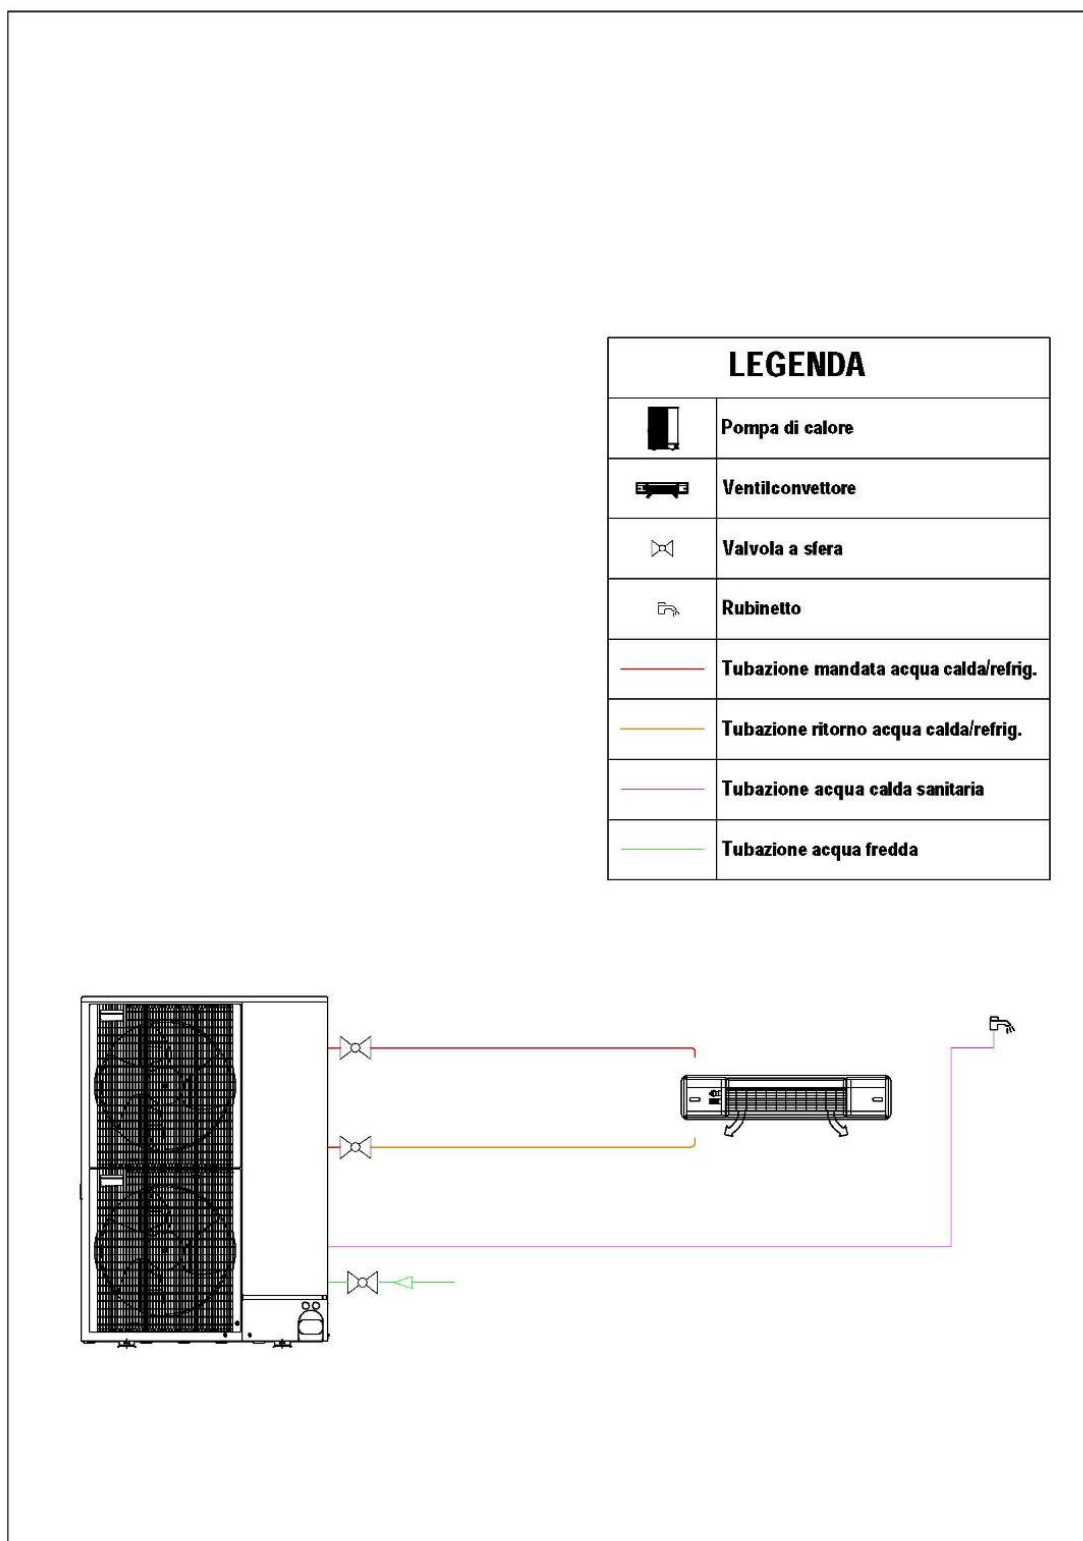 LEGENDA
Pompa di calore
Ventilconvettore
Valvola a sfera
Rubinetto
Tubazione mandata acqua calda/refrig.
Tubazione ritorno acqua calda/refrig.
Tubazione acqua calda sanitaria
Tubazione acqua fredda